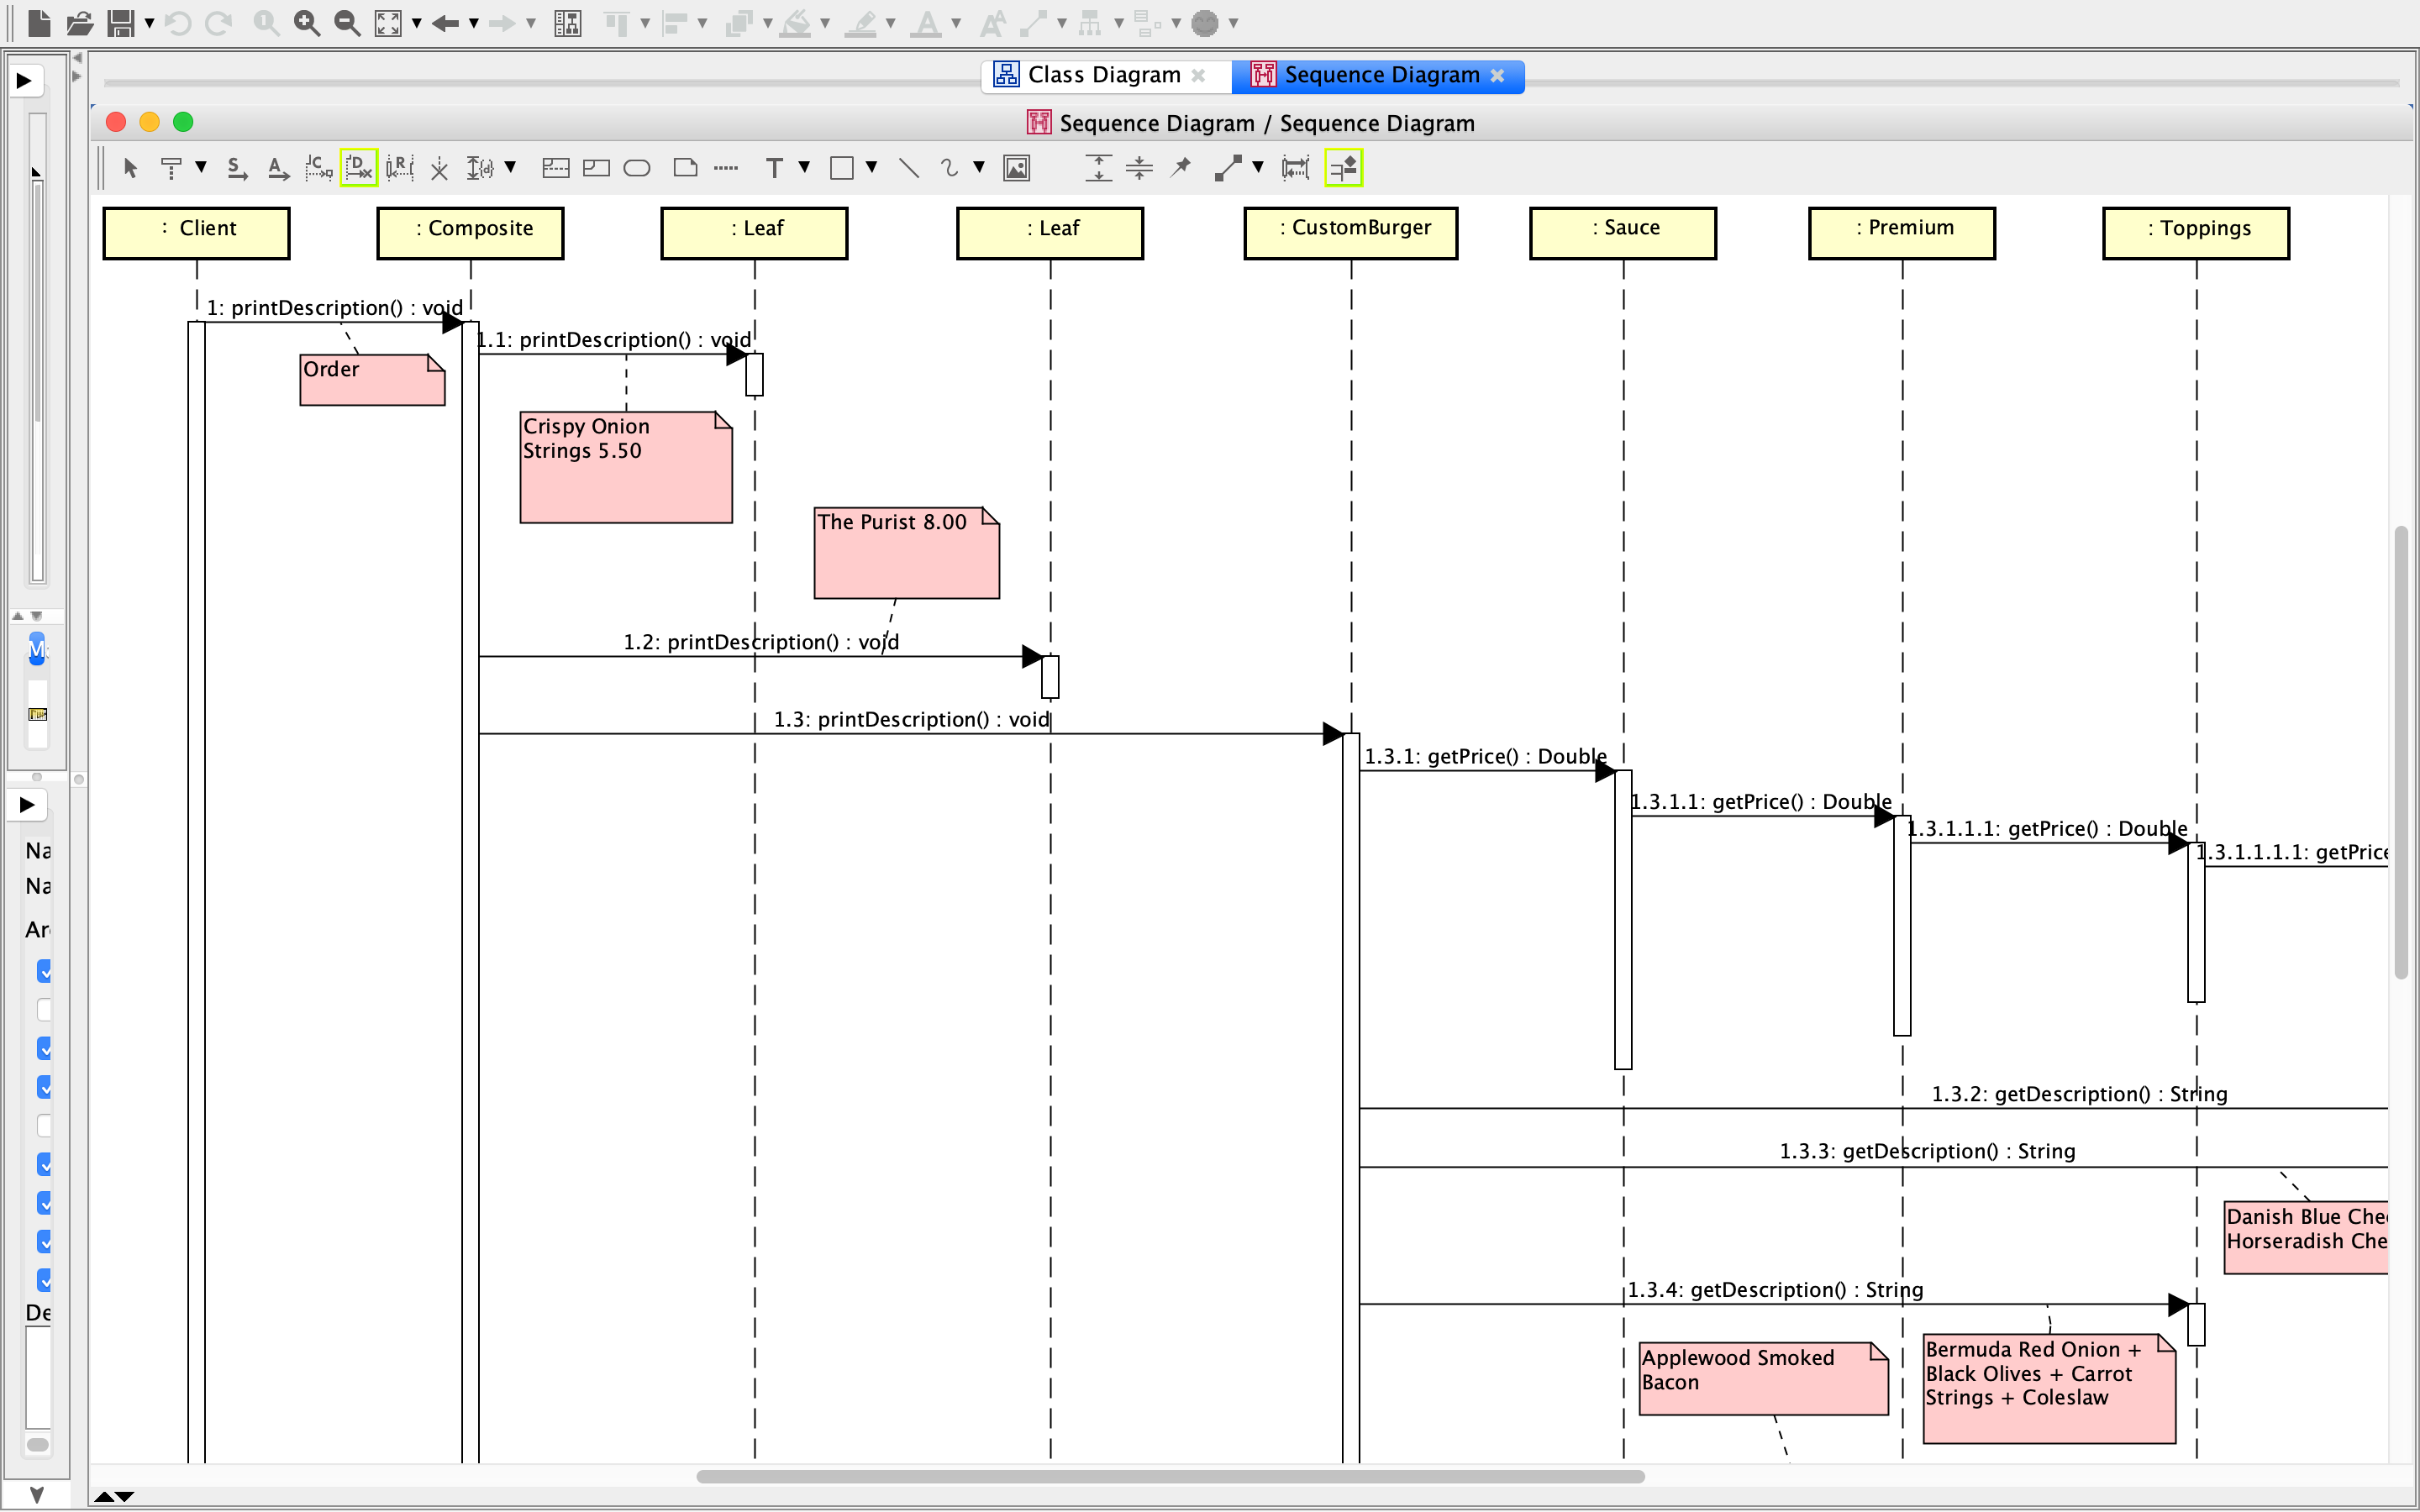 Class Diagram
Sequence Diagram
Sequence Diagram / Sequence Diagram
: Client
: Composite
: Leaf
: Leaf
: CustomBurger
: Sauce
: Premium
: Toppings
1: printDescription() : void
1.1: printDescription() : void
Order
Crispy Onion
Strings 5.50
The Purist 8.00
1.2: printDescription() : void
1.3: printDescription() : void
1.3.1: getPrice() : Double
1.3.1.1: getPrice() : Double
1.3.1.1.1: getPrice() : Double
1.3.1.1.1.1: getPrice
Na
Na
De
1.3.2: getDescription() : String
1.3.3: getDescription() : String
Danish Blue
Horseradish
1.3.4: getDescription() : String
Applewood Smoked
Bacon
Bermuda Red Onion +
Black Olives + Carrot
Strings + Coleslaw